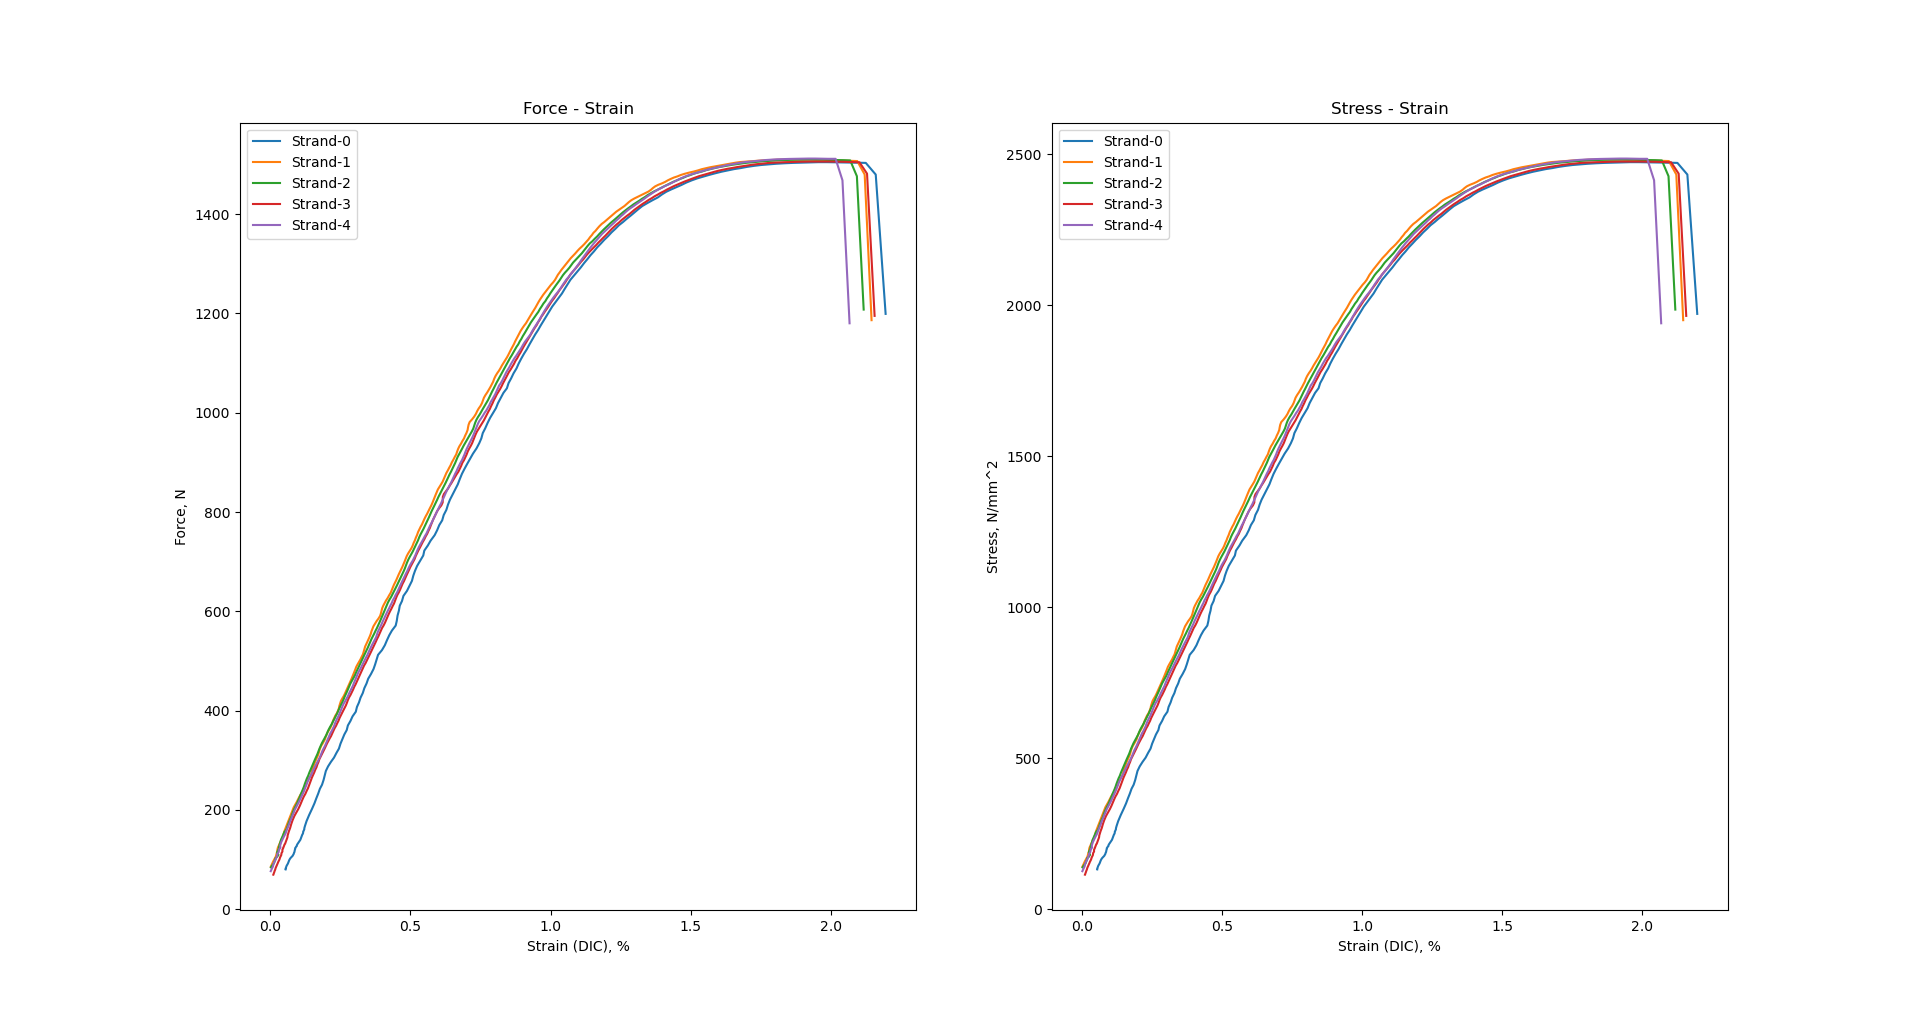 Force - Strain
Strand-0
Strand-1
Strand-2
Strand-3
Strand-4
Force, N
1400
1200
1000
800
600
400
200
0
0.0 0.5 1.0 1.5 2.0
Strain (DIC), %
Stress - Strain
Strand-0
Strand-1
Strand-2
Strand-3
Strand-4
Stress, N/mm^2
2500
2000
1500
1000
500
0
0.0 0.5 1.0 1.5 2.0
Strain (DIC), %